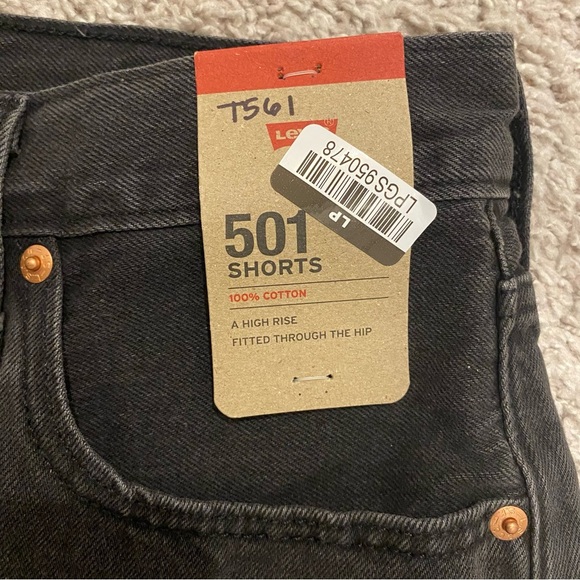 T561
Levi's
LP
LPGS950478
501
SHORTS
100% COTTON
A HIGH RISE
FITTED THROUGH THE HIP